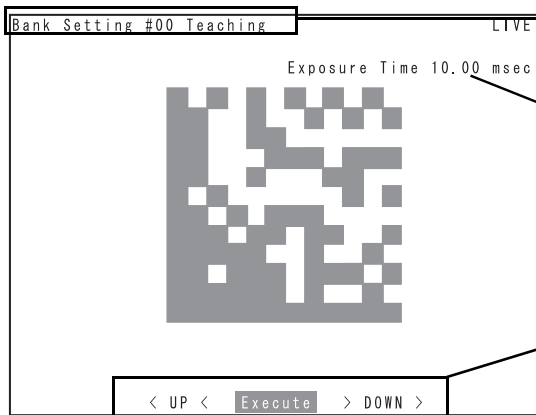 Bank Setting #00 Teaching LIVE
Exposure Time 10.00 msec
< UP < Execute > DOWN >